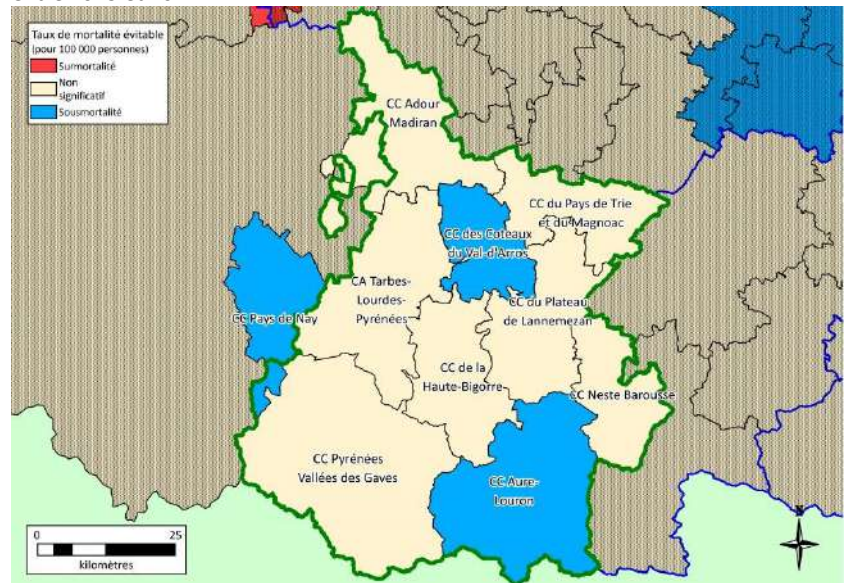 Taux de mortalité évitable
(pour 100 000 personnes)
Surmortalité
Non
significatif
Sousmortalité
CC Adour
Madiran
CC du Pays de Trie
et du Magnoac
CC des Coteaux
du Val-d'Arros
CA Tarbes-
Lourdes-
Pyrénées
CC Pays de Nay
CC du Plateau
de Lannemezan
CC de la
Haute-Bigorre
CC Neste Barousse
CC Pyrénées
Vallées des Gaves
CC Aure-
Louron
0 25
kilomètres
N